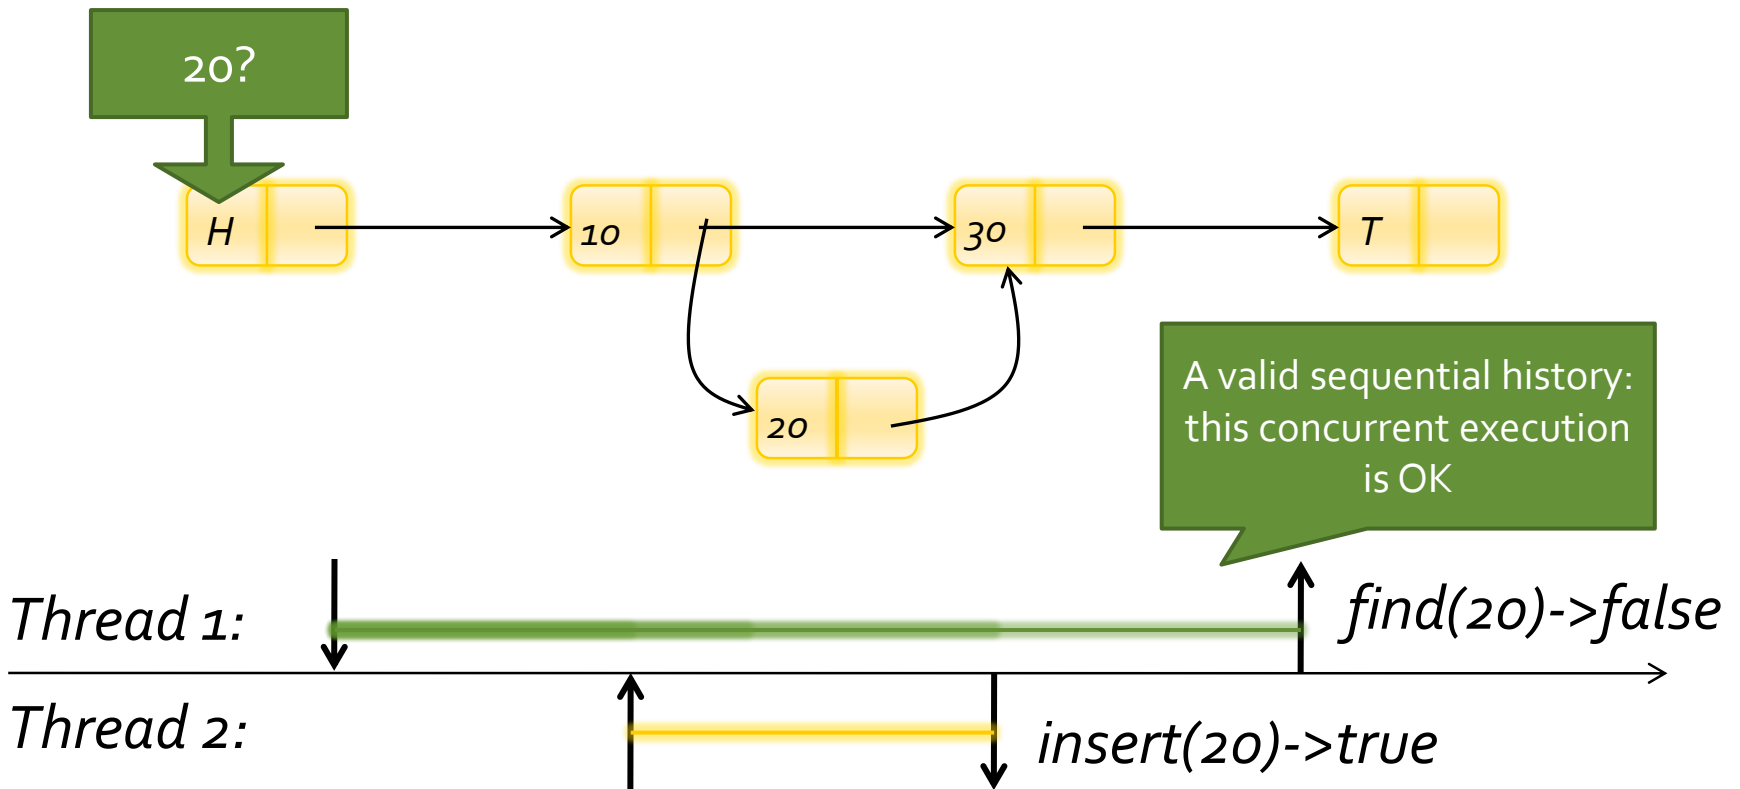 20?
H
10
30
T
20
A valid sequential history:
this concurrent execution
is OK
Thread 1:
find(20)->false
Thread 2:
insert(20)->true